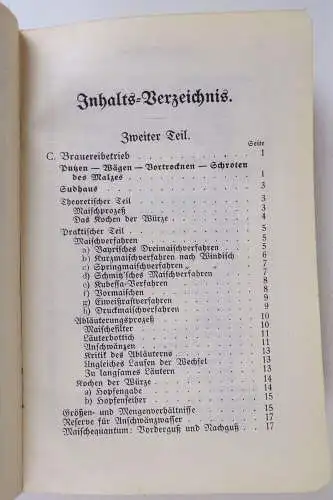 Inhalts-Verzeichnis.
Zweiter Teil.
Seite
C. Brauereibetrieb 1
Putzen — Wägen — Vortrocknen — Schroten
des Malzes 1
Sudhaus 3
Theoretischer Teil 3
Maischprozeß 3
Das Kochen der Würze 4
Praktischer Teil 5
Maischverfahren 5
a) Bayrisches Dreimaischverfahren 5
b) Kurzmaischverfahren nach Windisch 6
c) Springmaischverfahren „ „ 7
d) Schmitz'sches Maischverfahren 7
e) Kubessa-Verfahren 8
f) Vormaischen 8
g) Eiweißrastverfahren 9
h) Druckmaischverfahren 9
Abläuterungsprozeß 10
Maischefilter 10
Läuterbottich 11
Anschwänzen 11
Kritik des Abläuterns 13
Ungleiches Laufen der Wechsel 13
Zu langsames Läutern 13
Kochen der Würze 14
a) Hopfengabe 14
b) Hopfenseiher 15
Größen- und Mengenverhältnisse 15
Reserve für Anschwänzwasser 17
Maischequantum: Vorderguß und Nachguß 17